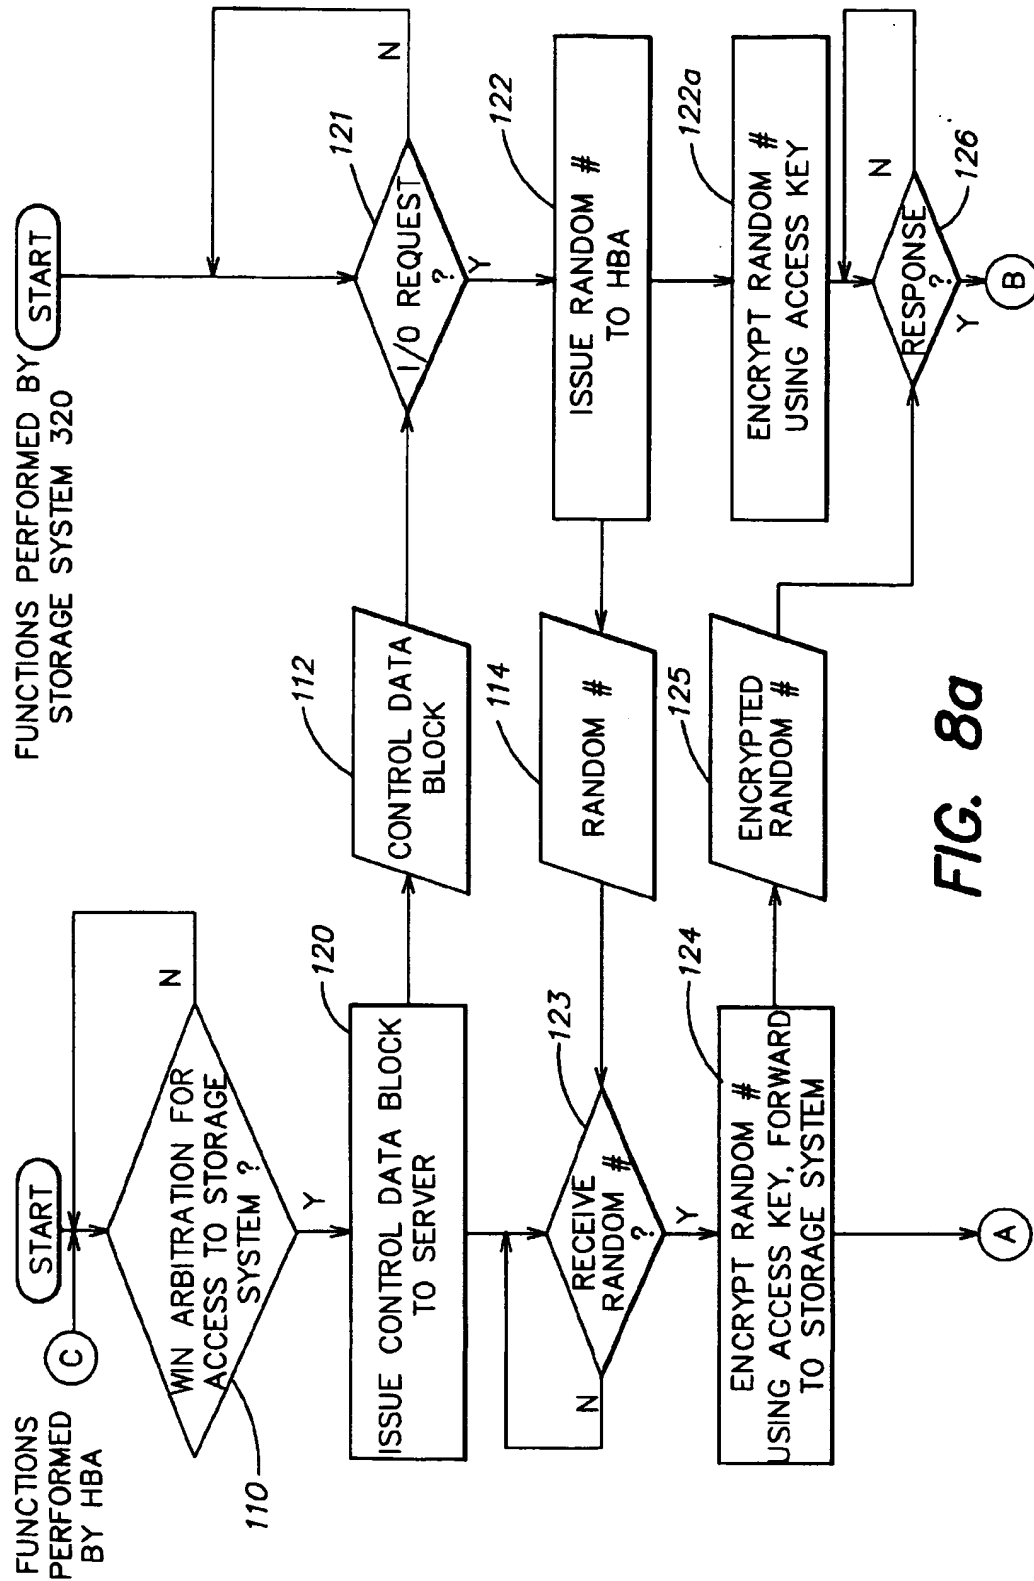 FUNCTIONS
PERFORMED
BY HBA
C
START
WIN ARBITRATION FOR
ACCESS TO STORAGE
SYSTEM ?
110
N
Y
ISSUE CONTROL DATA BLOCK
TO SERVER
120
CONTROL DATA
BLOCK
112
RECEIVE
RANDOM #
?
123
N
Y
RANDOM #
114
ENCRYPT RANDOM #
USING ACCESS KEY, FORWARD
TO STORAGE SYSTEM
124
ENCRYPTED
RANDOM #
125
A
FUNCTIONS PERFORMED BY
STORAGE SYSTEM 320
START
I/O REQUEST
?
121
N
Y
ISSUE RANDOM #
TO HBA
122
ENCRYPT RANDOM #
USING ACCESS KEY
122a
RESPONSE
?
126
N
Y
B
FIG. 8a